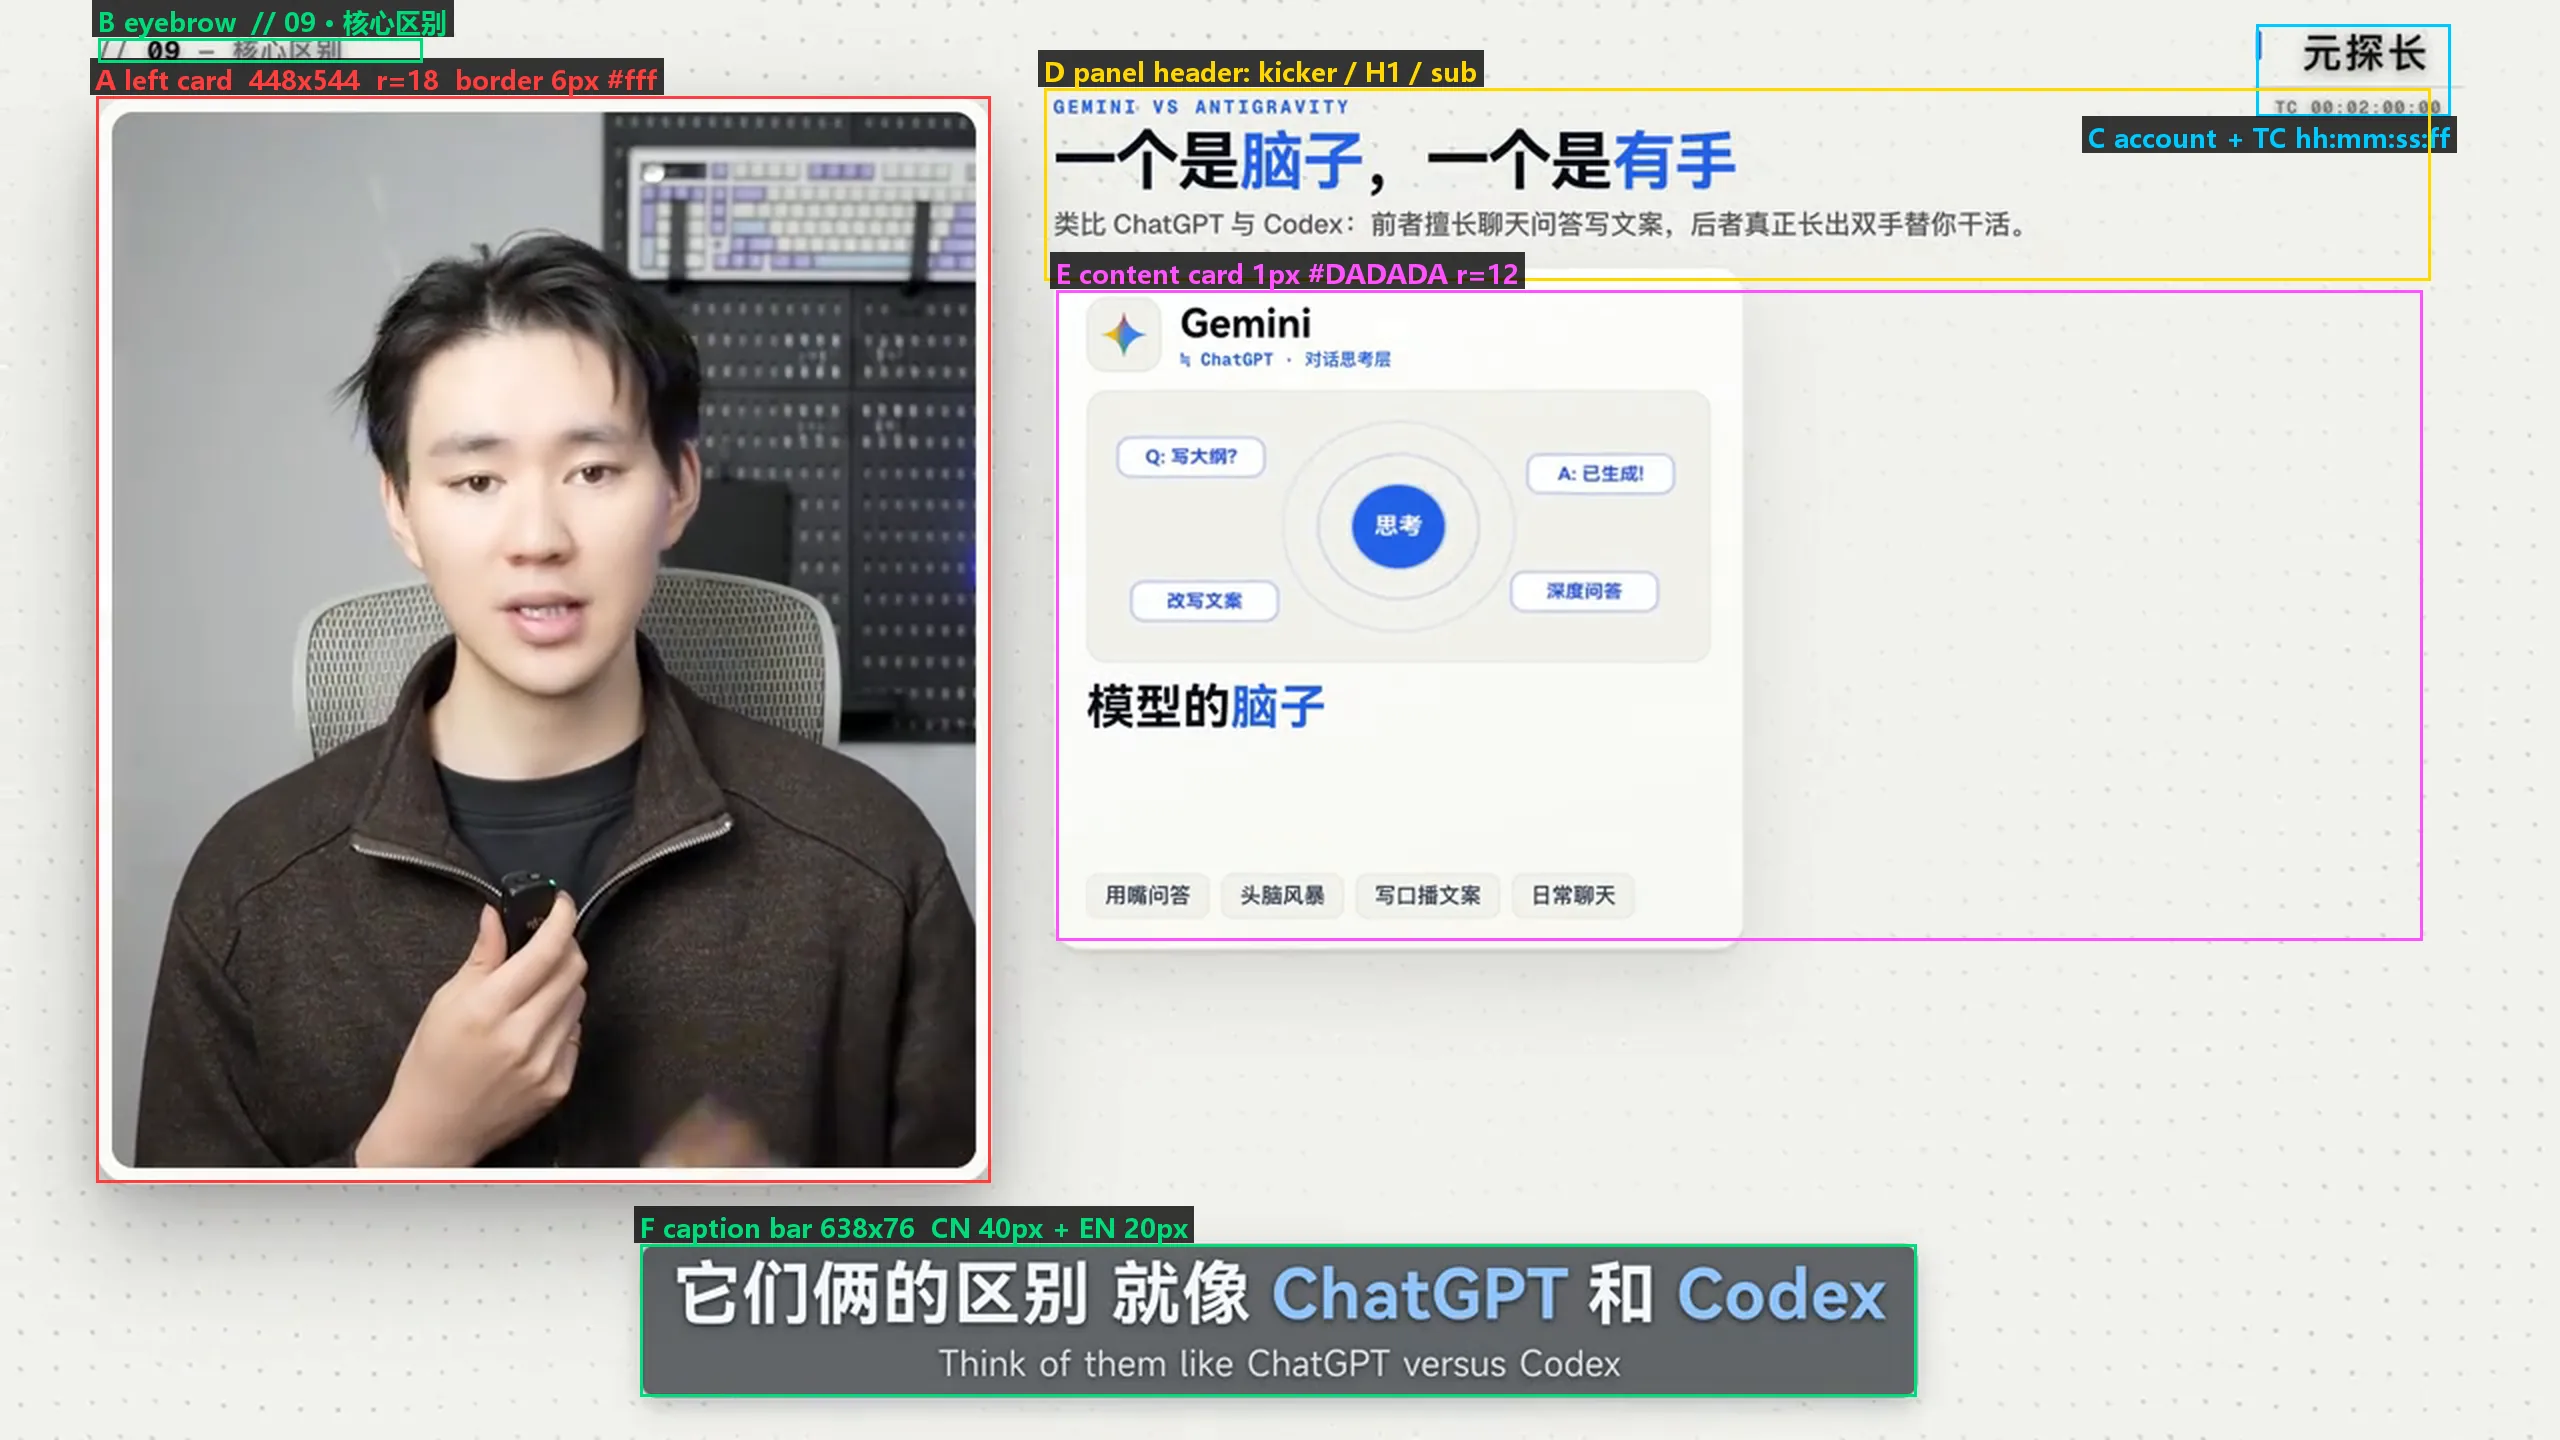 B eyebrow // 09 • 核心区别
// 09 — 核心区别
元探长
TC 00:02:00:00
C account + TC hh:mm:ss:ff
A left card 448x544 r=18 border 6px #fff
D panel header: kicker / H1 / sub
GEMINI VS ANTIGRAVITY
一个是脑子，一个是有手
类比 ChatGPT 与 Codex：前者擅长聊天问答写文案，后者真正长出双手替你干活。
E content card 1px #DADADA r=12
Gemini
≒ ChatGPT · 对话思考层
Q: 写大纲?
A: 已生成!
思考
改写文案
深度问答
模型的脑子
用嘴问答
头脑风暴
写口播文案
日常聊天
F caption bar 638x76 CN 40px + EN 20px
它们俩的区别 就像 ChatGPT 和 Codex
Think of them like ChatGPT versus Codex